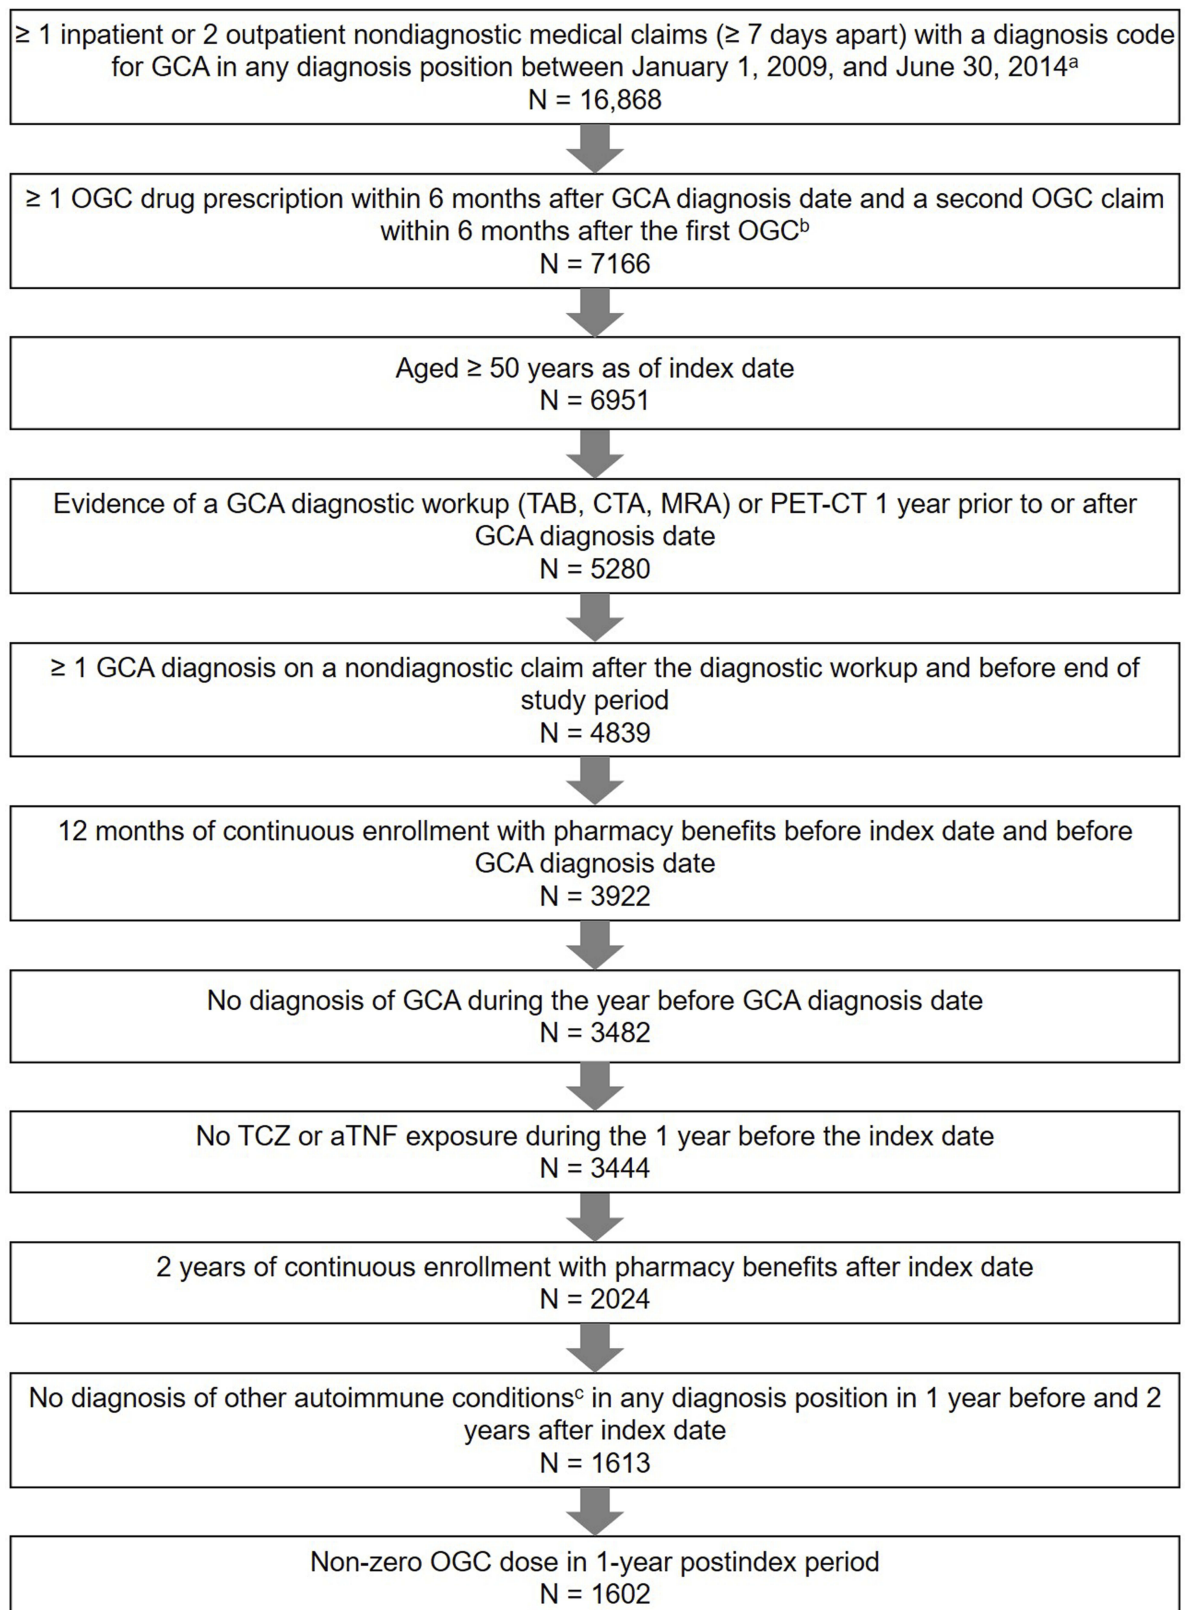 ≥ 1 inpatient or 2 outpatient nondiagnostic medical claims (≥ 7 days apart) with a diagnosis code
for GCA in any diagnosis position between January 1, 2009, and June 30, 2014ᵃ
N = 16,868
≥ 1 OGC drug prescription within 6 months after GCA diagnosis date and a second OGC claim
within 6 months after the first OGCᵇ
N = 7166
Aged ≥ 50 years as of index date
N = 6951
Evidence of a GCA diagnostic workup (TAB, CTA, MRA) or PET-CT 1 year prior to or after
GCA diagnosis date
N = 5280
≥ 1 GCA diagnosis on a nondiagnostic claim after the diagnostic workup and before end of
study period
N = 4839
12 months of continuous enrollment with pharmacy benefits before index date and before
GCA diagnosis date
N = 3922
No diagnosis of GCA during the year before GCA diagnosis date
N = 3482
No TCZ or aTNF exposure during the 1 year before the index date
N = 3444
2 years of continuous enrollment with pharmacy benefits after index date
N = 2024
No diagnosis of other autoimmune conditionsᶜ in any diagnosis position in 1 year before and 2
years after index date
N = 1613
Non-zero OGC dose in 1-year postindex period
N = 1602